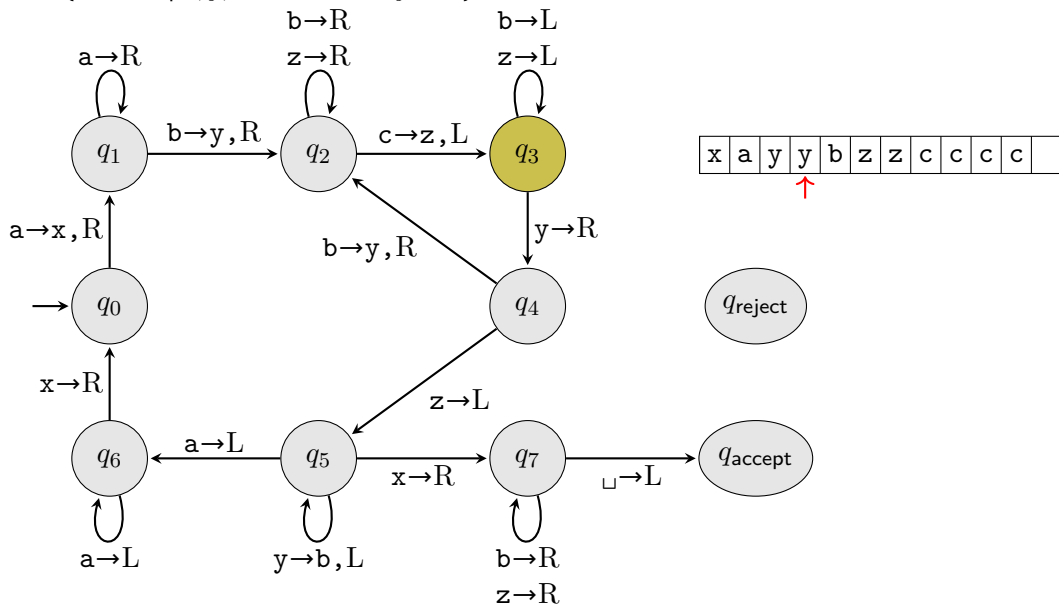 b→R
b→L
a→R
z→R
z→L
q1
b→y,R
q2
c→z,L
q3
x a y y b z z c c c c
↑
a→x,R
b→y,R
y→R
q0
q4
qreject
x→R
z→L
q6
a→L
q5
x→R
q7
␣→L
qaccept
a→L
y→b,L
b→R
z→R